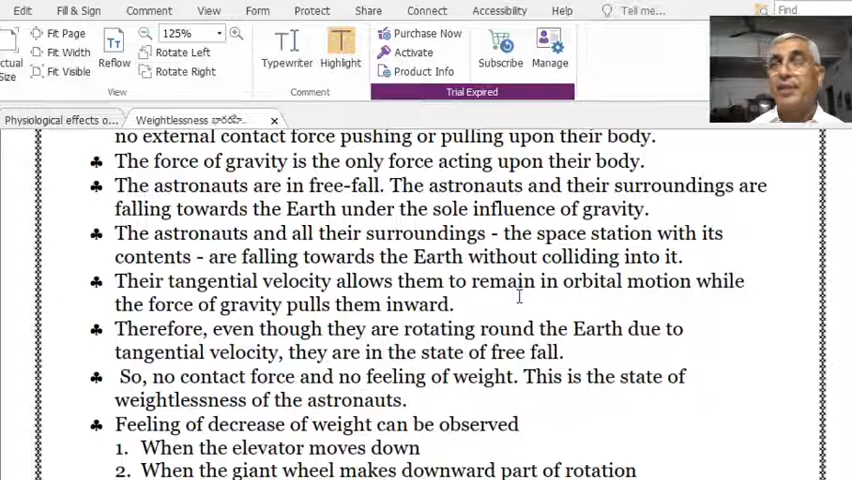 Edit Fill & Sign Comment View Form Protect Share Connect Accessibility Help Tell me... Find
Fit Page 125% Purchase Now
Actual Size Fit Width Reflow Rotate Left Typewriter Highlight Activate Subscribe Manage
Fit Visible Rotate Right Product Info
View Comment Trial Expired
Physiological effects o... Weightlessness భారరహి..
no external contact force pushing or pulling upon their body.
♣ The force of gravity is the only force acting upon their body.
♣ The astronauts are in free-fall. The astronauts and their surroundings are
falling towards the Earth under the sole influence of gravity.
♣ The astronauts and all their surroundings - the space station with its
contents - are falling towards the Earth without colliding into it.
♣ Their tangential velocity allows them to remain in orbital motion while
the force of gravity pulls them inward.
♣ Therefore, even though they are rotating round the Earth due to
tangential velocity, they are in the state of free fall.
♣ So, no contact force and no feeling of weight. This is the state of
weightlessness of the astronauts.
♣ Feeling of decrease of weight can be observed
1. When the elevator moves down
2. When the giant wheel makes downward part of rotation